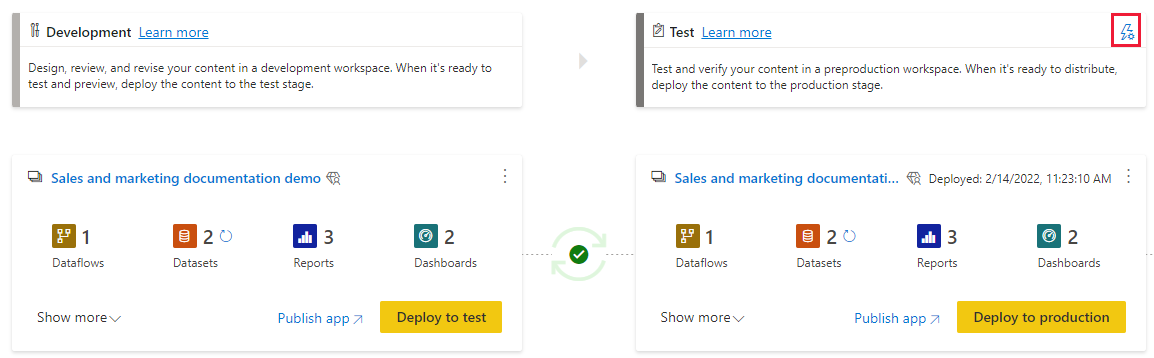 Development Learn more
Design, review, and revise your content in a development workspace. When it's ready to
test and preview, deploy the content to the test stage.
Test Learn more
Test and verify your content in a preproduction workspace. When it's ready to distribute,
deploy the content to the production stage.
Sales and marketing documentation demo
1
Dataflows
2
Datasets
3
Reports
2
Dashboards
Show more
Publish app
Deploy to test
Sales and marketing documentati... Deployed: 2/14/2022, 11:23:10 AM
1
Dataflows
2
Datasets
3
Reports
2
Dashboards
Show more
Publish app
Deploy to production